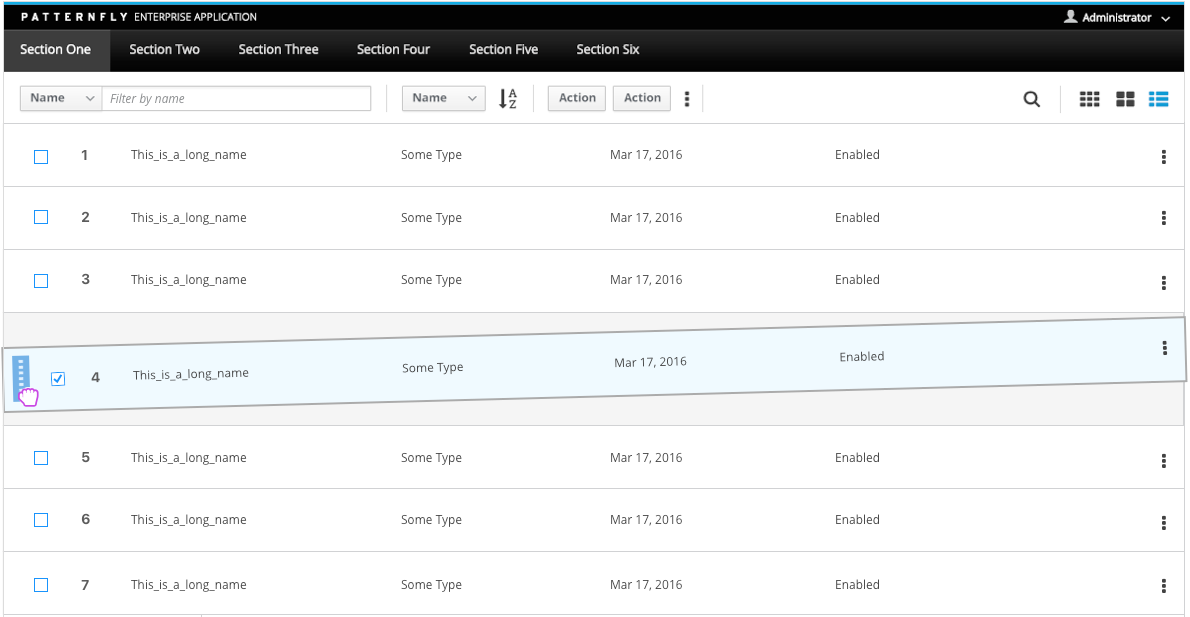 PATTERNFLY ENTERPRISE APPLICATION Administrator
Section One Section Two Section Three Section Four Section Five Section Six
Name Filter by name Name A Z Action Action
1 This_is_a_long_name Some Type Mar 17, 2016 Enabled
2 This_is_a_long_name Some Type Mar 17, 2016 Enabled
3 This_is_a_long_name Some Type Mar 17, 2016 Enabled
4 This_is_a_long_name Some Type Mar 17, 2016 Enabled
5 This_is_a_long_name Some Type Mar 17, 2016 Enabled
6 This_is_a_long_name Some Type Mar 17, 2016 Enabled
7 This_is_a_long_name Some Type Mar 17, 2016 Enabled